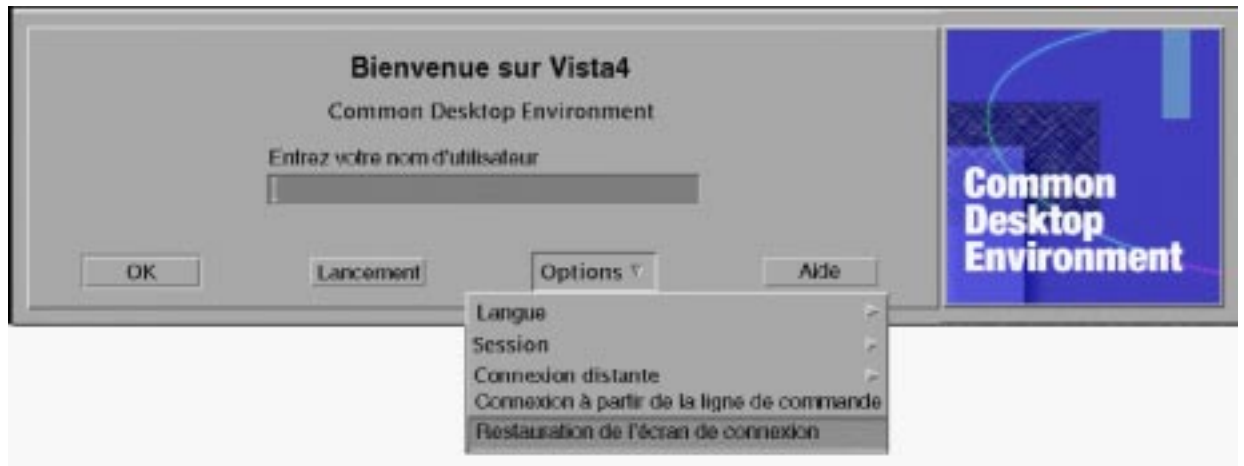 Bienvenue sur Vista4
Common Desktop Environment
Entrez votre nom d'utilisateur
OK
Lancement
Options
Aide
Common
Desktop
Environment
Langue
Session
Connexion distante
Connexion à partir de la ligne de commande
Restauration de l'écran de connexion